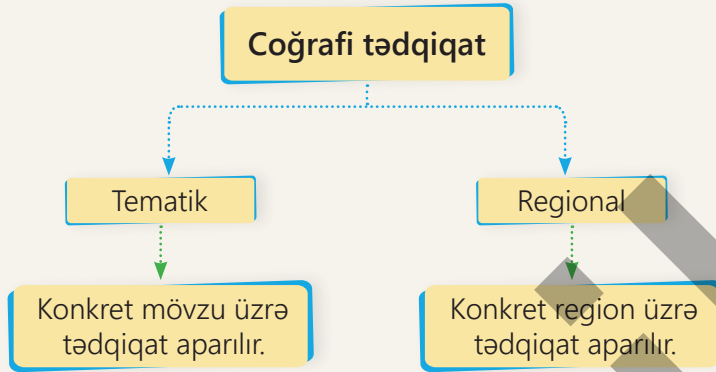 Coğrafi tədqiqat
Tematik
Regional
Konkret mövzu üzrə
tədqiqat aparılır.
Konkret region üzrə
tədqiqat aparılır.